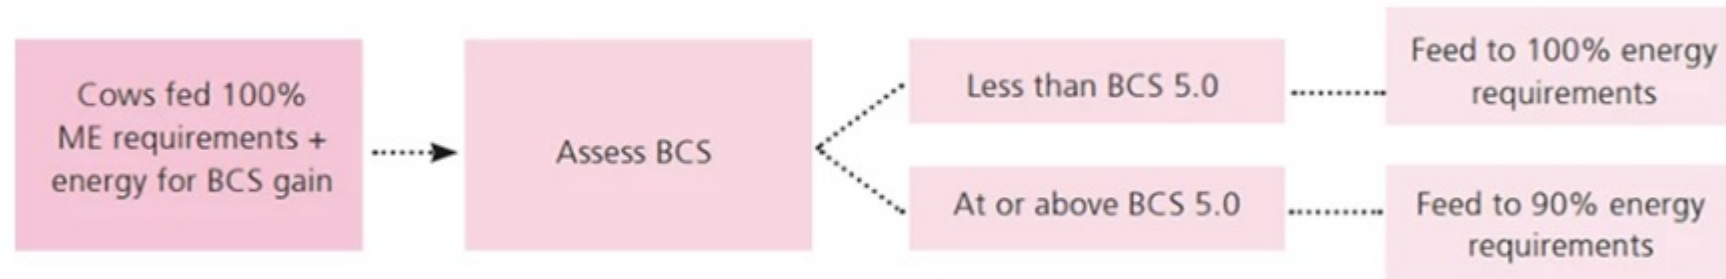 Cows fed 100%
ME requirements +
energy for BCS gain
Assess BCS
Less than BCS 5.0
Feed to 100% energy
requirements
At or above BCS 5.0
Feed to 90% energy
requirements